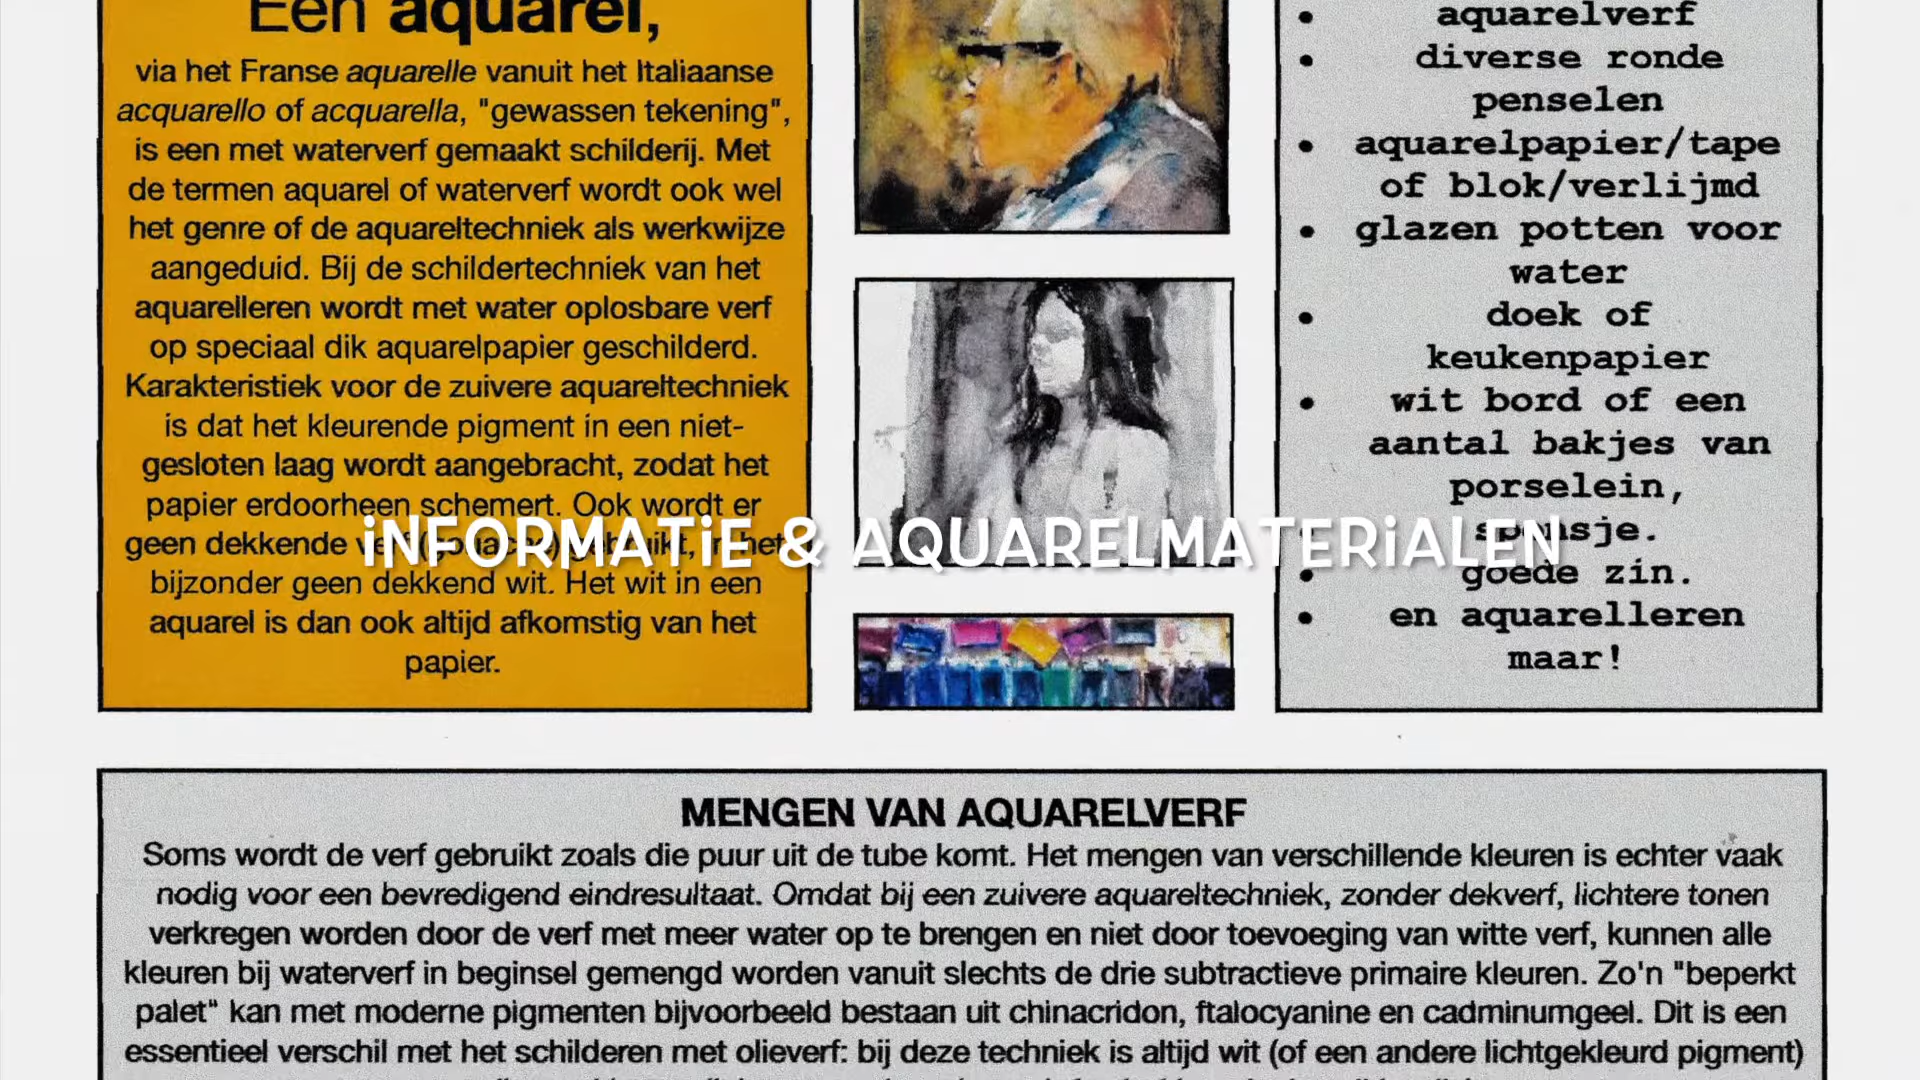 Een aquarel,
via het Franse aquarelle vanuit het Italiaanse
acquarello of acquarella, "gewassen tekening",
is een met waterverf gemaakt schilderij. Met
de termen aquarel of waterverf wordt ook wel
het genre of de aquareltechniek als werkwijze
aangeduid. Bij de schildertechniek van het
aquarelleren wordt met water oplosbare verf
op speciaal dik aquarelpapier geschilderd.
Karakteristiek voor de zuivere aquareltechniek
is dat het kleurende pigment in een niet-
gesloten laag wordt aangebracht, zodat het
papier erdoorheen schemert. Ook wordt er
geen dekkende
bijzonder geen dekkend wit. Het wit in een
aquarel is dan ook altijd afkomstig van het
papier.
• aquarelverf
• diverse ronde
penselen
• aquarelpapier/tape
of blok/verlijmd
• glazen potten voor
water
• doek of
keukenpapier
• wit bord of een
aantal bakjes van
porselein,
• sponsje.
• goede zin.
• en aquarelleren
maar!
iNFORMATiE & AQUARELMATERiALEN
MENGEN VAN AQUARELVERF
Soms wordt de verf gebruikt zoals die puur uit de tube komt. Het mengen van verschillende kleuren is echter vaak
nodig voor een bevredigend eindresultaat. Omdat bij een zuivere aquareltechniek, zonder dekverf, lichtere tonen
verkregen worden door de verf met meer water op te brengen en niet door toevoeging van witte verf, kunnen alle
kleuren bij waterverf in beginsel gemengd worden vanuit slechts de drie subtractieve primaire kleuren. Zo'n "beperkt
palet" kan met moderne pigmenten bijvoorbeeld bestaan uit chinacridon, ftalocyanine en cadminumgeel. Dit is een
essentieel verschil met het schilderen met olieverf: bij deze techniek is altijd wit (of een andere lichtgekleurd pigment)